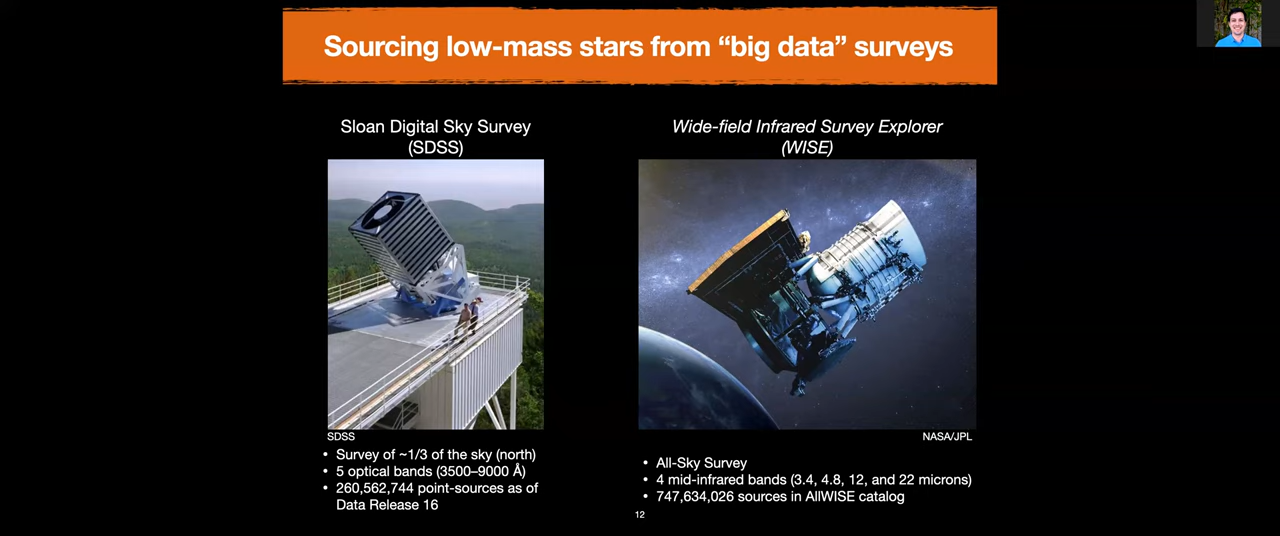 Sourcing low-mass stars from “big data” surveys
Sloan Digital Sky Survey
(SDSS)
SDSS
• Survey of ~1/3 of the sky (north)
• 5 optical bands (3500–9000 Å)
• 260,562,744 point-sources as of
Data Release 16
Wide-field Infrared Survey Explorer
(WISE)
NASA/JPL
• All-Sky Survey
• 4 mid-infrared bands (3.4, 4.8, 12, and 22 microns)
• 747,634,026 sources in AllWISE catalog
12